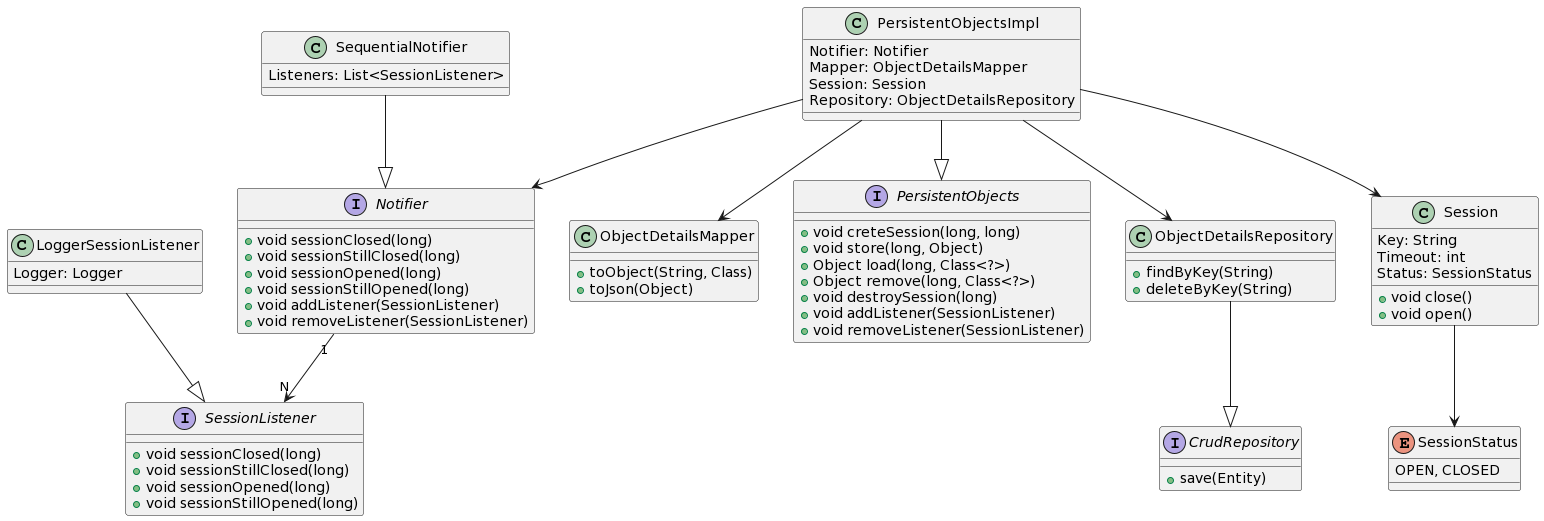 C SequentialNotifier
Listeners: List<SessionListener>
C PersistentObjectsImpl
Notifier: Notifier
Mapper: ObjectDetailsMapper
Session: Session
Repository: ObjectDetailsRepository
C LoggerSessionListener
Logger: Logger
I Notifier
void sessionClosed(long)
void sessionStillClosed(long)
void sessionOpened(long)
void sessionStillOpened(long)
void addListener(SessionListener)
void removeListener(SessionListener)
C ObjectDetailsMapper
toObject(String, Class)
toJson(Object)
I PersistentObjects
void creteSession(long, long)
void store(long, Object)
Object load(long, Class<?>)
Object remove(long, Class<?>)
void destroySession(long)
void addListener(SessionListener)
void removeListener(SessionListener)
C ObjectDetailsRepository
findByKey(String)
deleteByKey(String)
C Session
Key: String
Timeout: int
Status: SessionStatus
void close()
void open()
I
N
I SessionListener
void sessionClosed(long)
void sessionStillClosed(long)
void sessionOpened(long)
void sessionStillOpened(long)
I CrudRepository
save(Entity)
E SessionStatus
OPEN, CLOSED